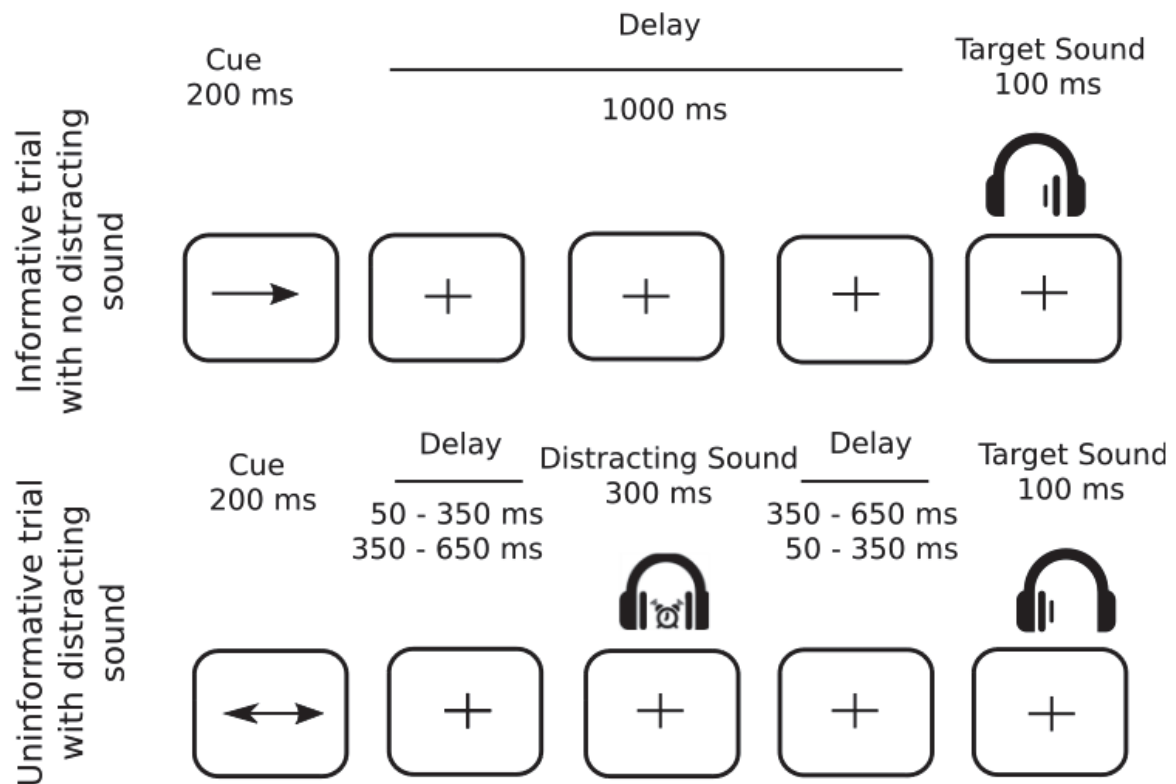 Informative trial
with no distracting
sound
Cue
200 ms
Delay
1000 ms
Target Sound
100 ms
Uninformative trial
with distracting
sound
Cue
200 ms
Delay
50 - 350 ms
350 - 650 ms
Distracting Sound
300 ms
Delay
350 - 650 ms
50 - 350 ms
Target Sound
100 ms